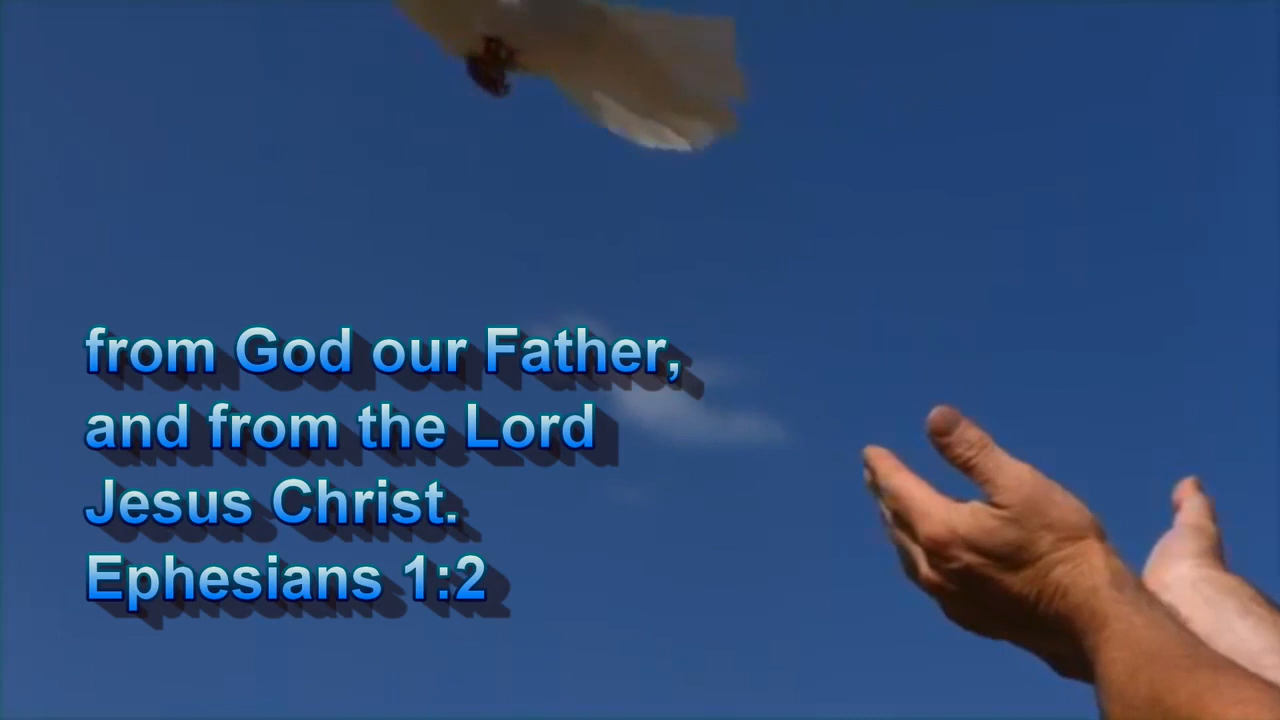 from God our Father,
and from the Lord
Jesus Christ.
Ephesians 1:2